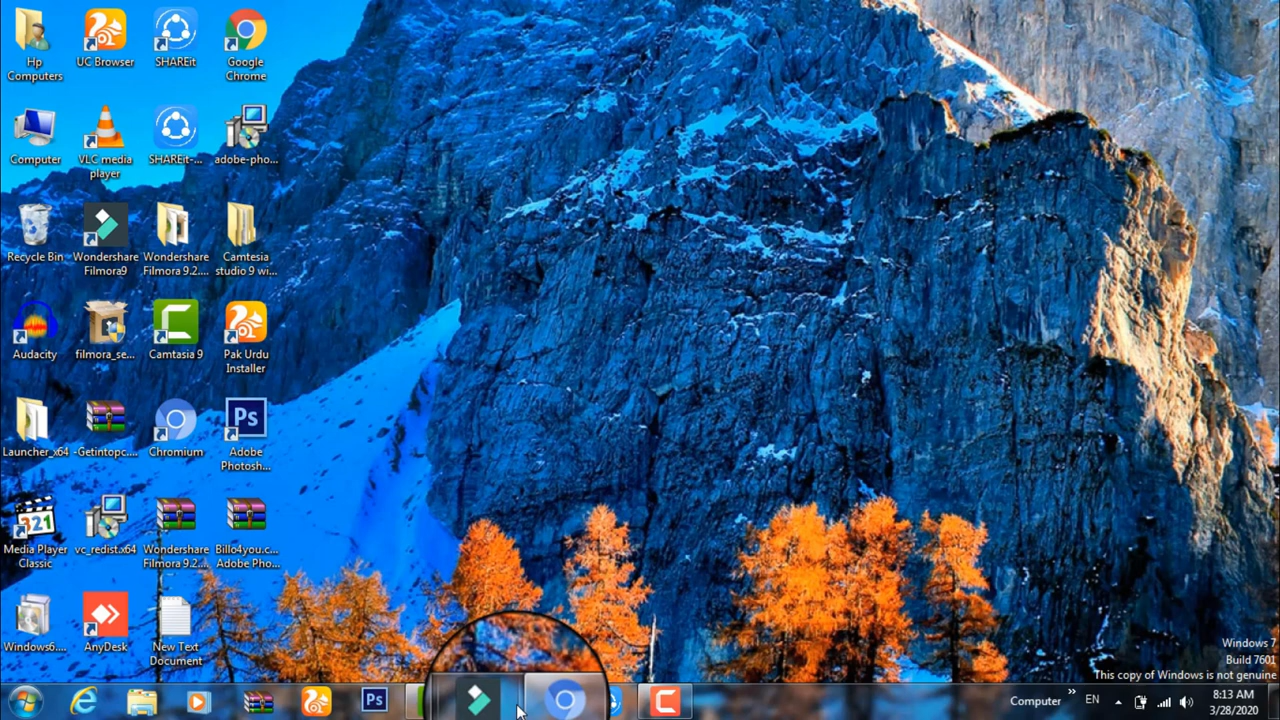 Hp
Computers
UC Browser
SHAREit
Google
Chrome
Computer
VLC media
player
SHAREit-...
adobe-pho...
Recycle Bin
Wondershare
Filmora9
Wondershare
Filmora 9.2....
Camtesia
studio 9 wi...
Audacity
filmora_se...
Camtasia 9
Pak Urdu
Installer
Launcher_x64
-Getintopc....
Chromium
Ps
Adobe
Photosh...
321
Media Player
Classic
vc_redist.x64
Wondershare
Filmora 9.2...
Billo4you.c...
Adobe Pho...
Windows6....
AnyDesk
New Text
Document
Windows 7
Build 7601
This copy of Windows is not genuine
Ps
Computer
»
EN
8:13 AM
3/28/2020